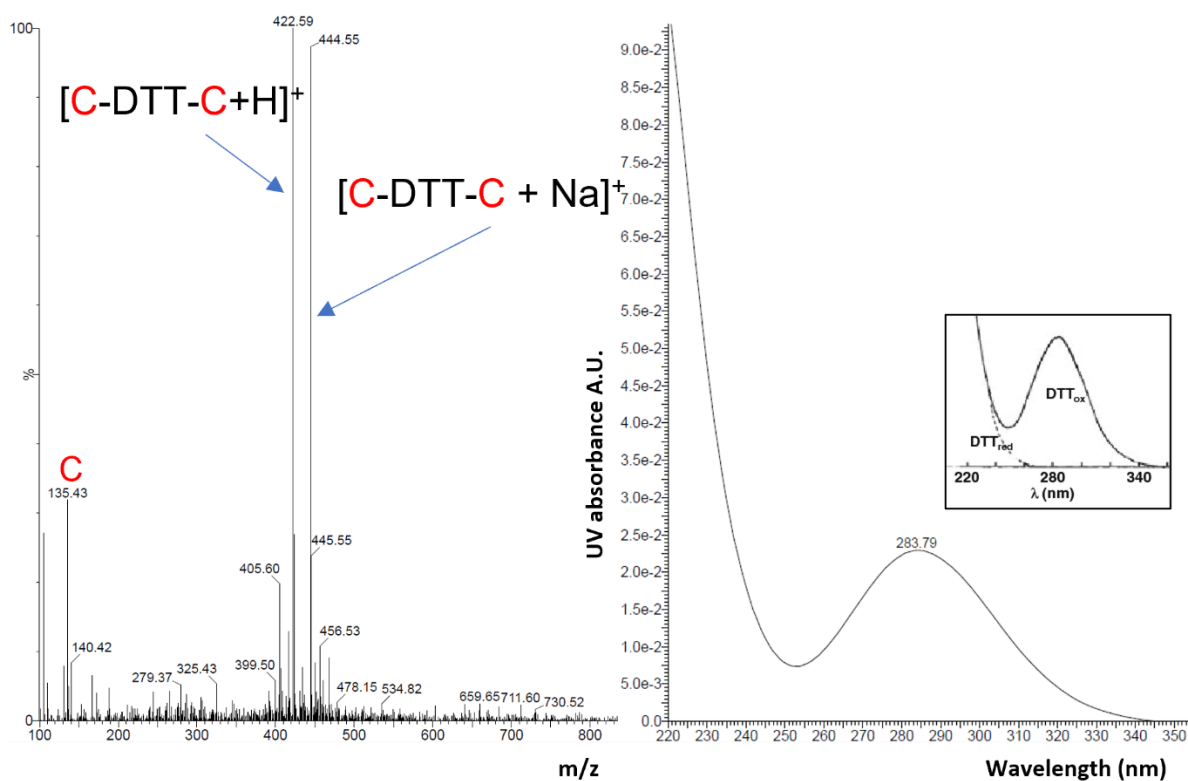 100
422.59
444.55
[C-DTT-C+H]+
[C-DTT-C + Na]+
%
C
135.43
445.55
405.60
140.42
456.53
399.50
325.43
279.37
478.15
534.82
659.65
711.60
730.52
100 200 300 400 500 600 700 800
m/z
UV absorbance A.U.
9.0e-2
8.5e-2
8.0e-2
7.5e-2
7.0e-2
6.5e-2
6.0e-2
5.5e-2
5.0e-2
4.5e-2
4.0e-2
3.5e-2
3.0e-2
2.5e-2
2.0e-2
1.5e-2
1.0e-2
5.0e-3
0.0
283.79
DTTox
DTTred
220 280 340
λ (nm)
220 230 240 250 260 270 280 290 300 310 320 330 340 350
Wavelength (nm)